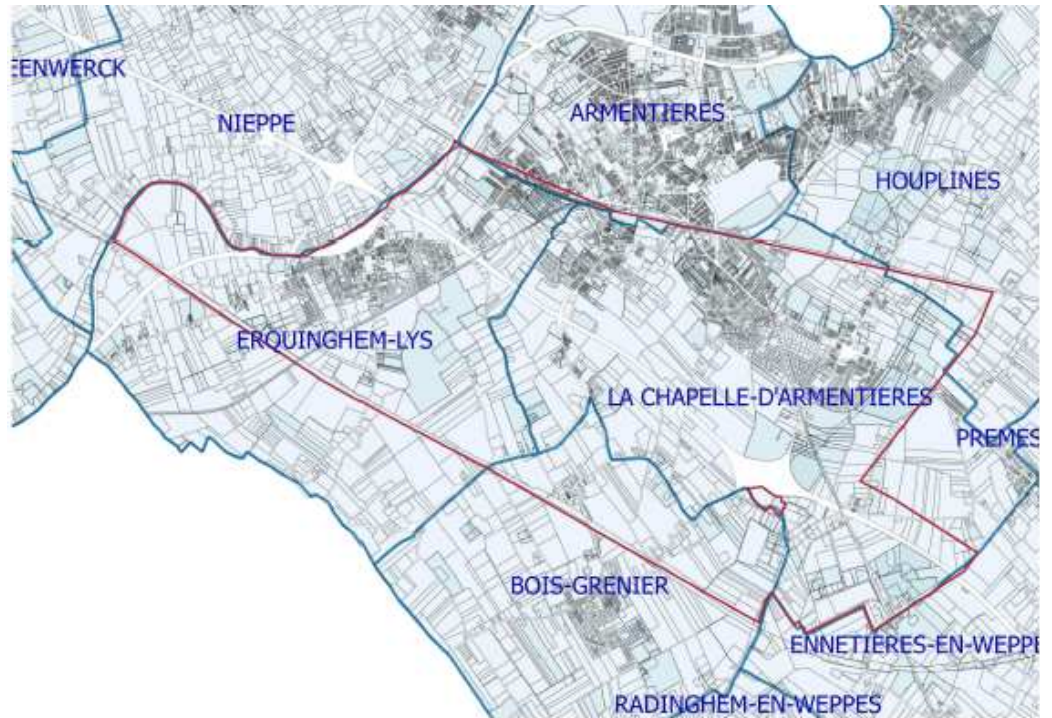 EENWERCK
NIEPPE
ARMENTIERES
HOUPLINES
ERQUINGHEM-LYS
LA CHAPELLE-D'ARMENTIERES
PREMES
BOIS-GRENIER
ENNETIERES-EN-WEPPE
RADINGHEM-EN-WEPPES